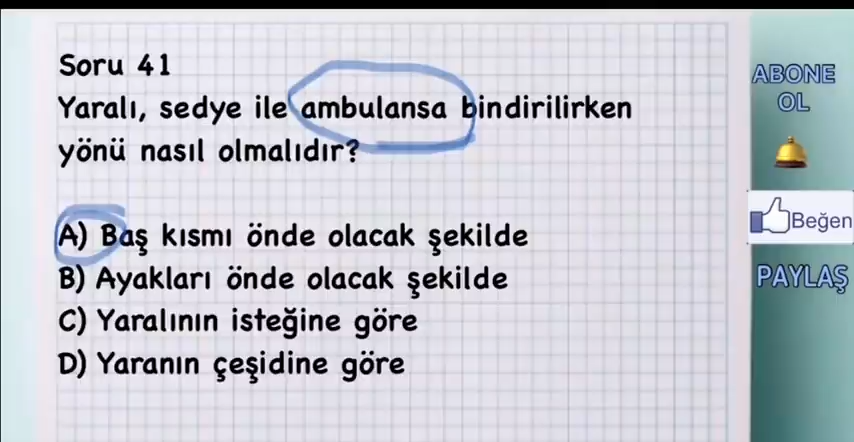 Soru 41
Yaralı, sedye ile ambulansa bindirilirken
yönü nasıl olmalıdır?
A) Baş kısmı önde olacak şekilde
B) Ayakları önde olacak şekilde
C) Yaralının isteğine göre
D) Yaranın çeşidine göre
ABONE
OL
Beğen
PAYLAŞ